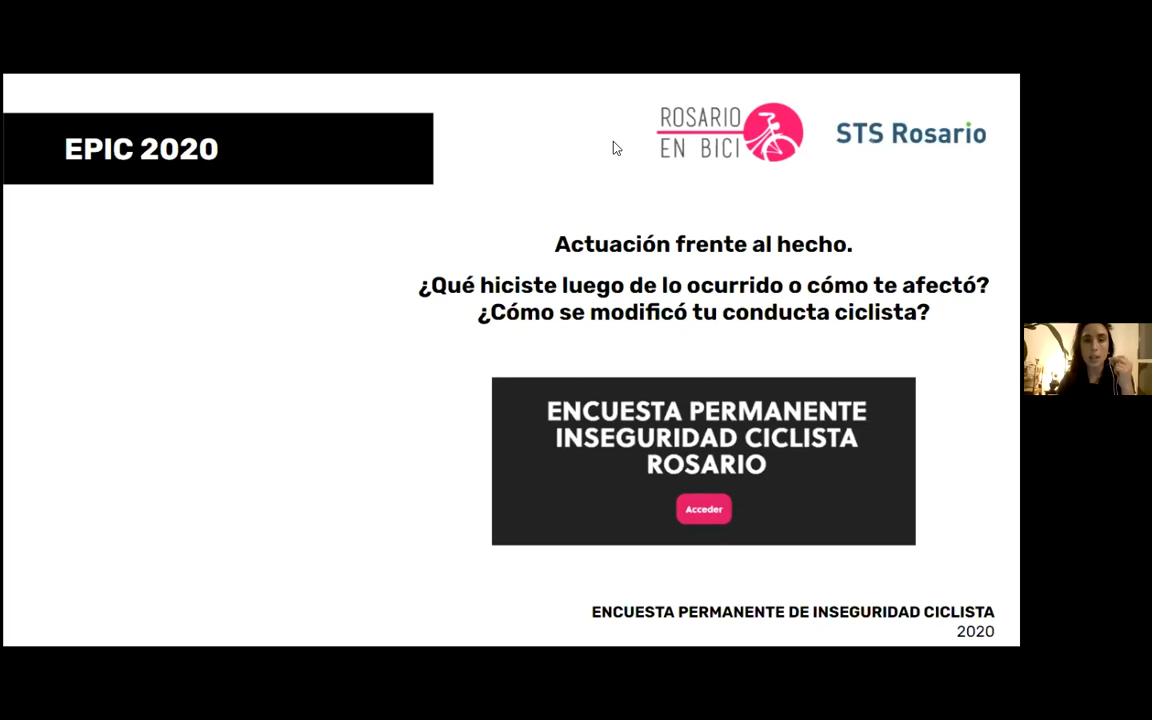 EPIC 2020
ROSARIO
EN BICI
STS Rosario
Actuación frente al hecho.
¿Qué hiciste luego de lo ocurrido o cómo te afectó?
¿Cómo se modificó tu conducta ciclista?
ENCUESTA PERMANENTE
INSEGURIDAD CICLISTA
ROSARIO
Acceder
ENCUESTA PERMANENTE DE INSEGURIDAD CICLISTA
2020